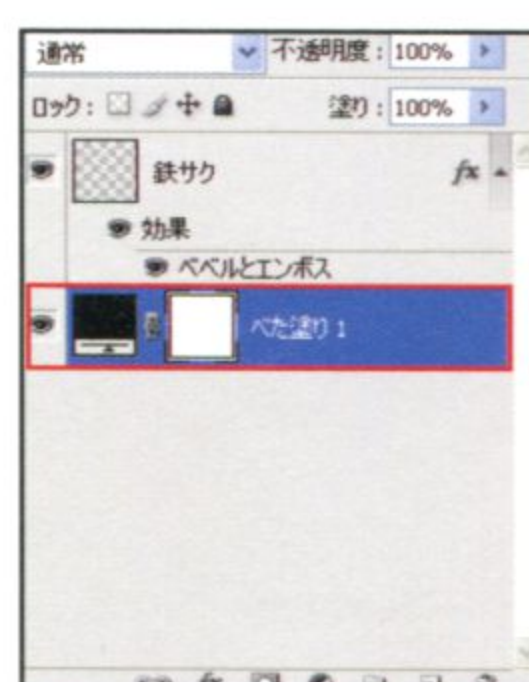 通常 不透明度：100%
ロック： 塗り：100%
鉄サク fx
効果
ベベルとエンボス
べた塗り 1